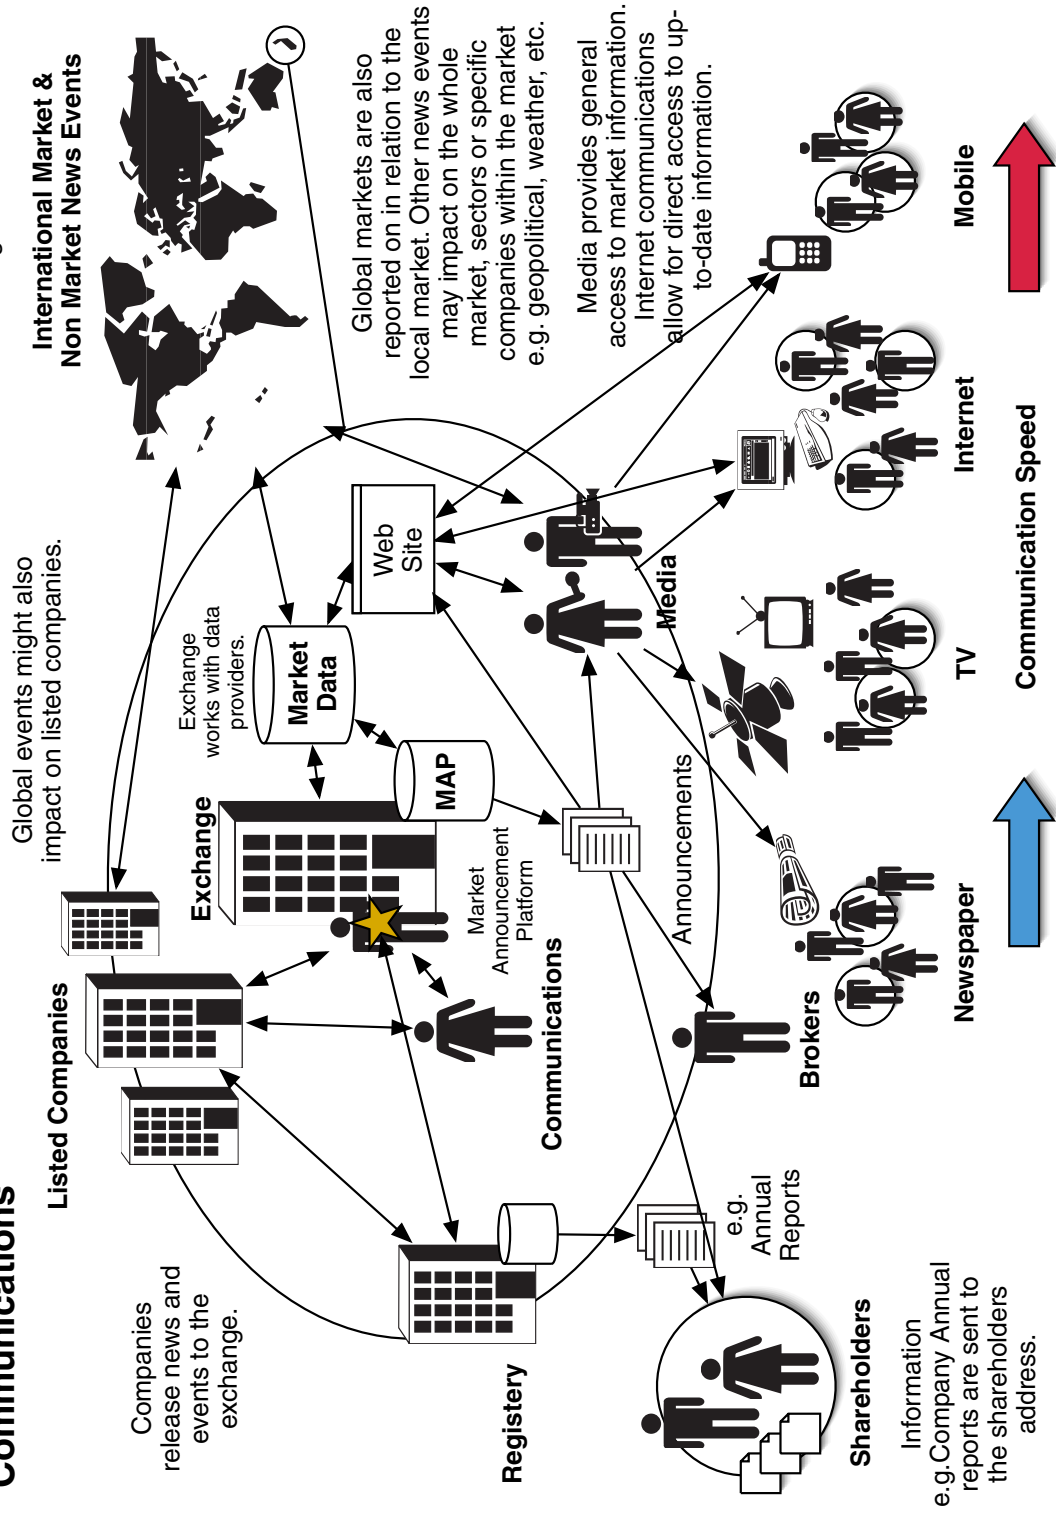 Communications
International Market &
Non Market News Events
Global events might also
impact on listed companies.
Listed Companies
Companies
release news and
events to the
exchange.
Exchange
Exchange
works with data
providers.
Market
Data
Web
Site
MAP
Market
Announcement
Platform
Communications
Global markets are also
reported on in relation to the
local market. Other news events
may impact on the whole
market, sectors or specific
companies within the market
e.g. geopolitical, weather, etc.
Media provides general
access to market information.
Internet communications
allow for direct access to up-
to-date information.
Registery
Media
Announcements
e.g.
Annual
Reports
Brokers
Shareholders
Information
e.g.Company Annual
reports are sent to
the shareholders
address.
Newspaper
TV
Internet
Mobile
Communication Speed